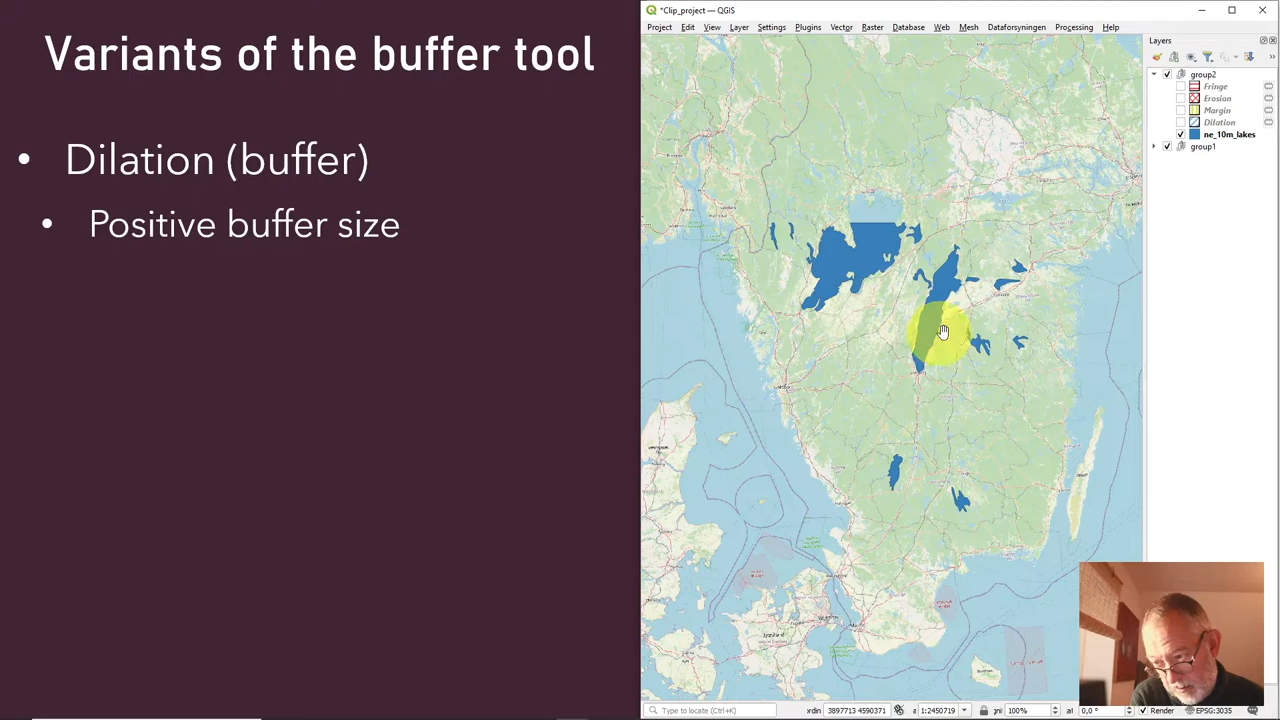 Variants of the buffer tool
• Dilation (buffer)
• Positive buffer size
*Clip_project — QGIS
Project Edit View Layer Settings Plugins Vector Raster Database Web Mesh Dataforsyningen Processing Help
Layers
group2
Fringe
Erosion
Margin
Dilation
ne_10m_lakes
group1
Type to locate (Ctrl+K)
ordin 3897713 4590371 a 1:2450719 100% at 0,0 ° Render EPSG:3035